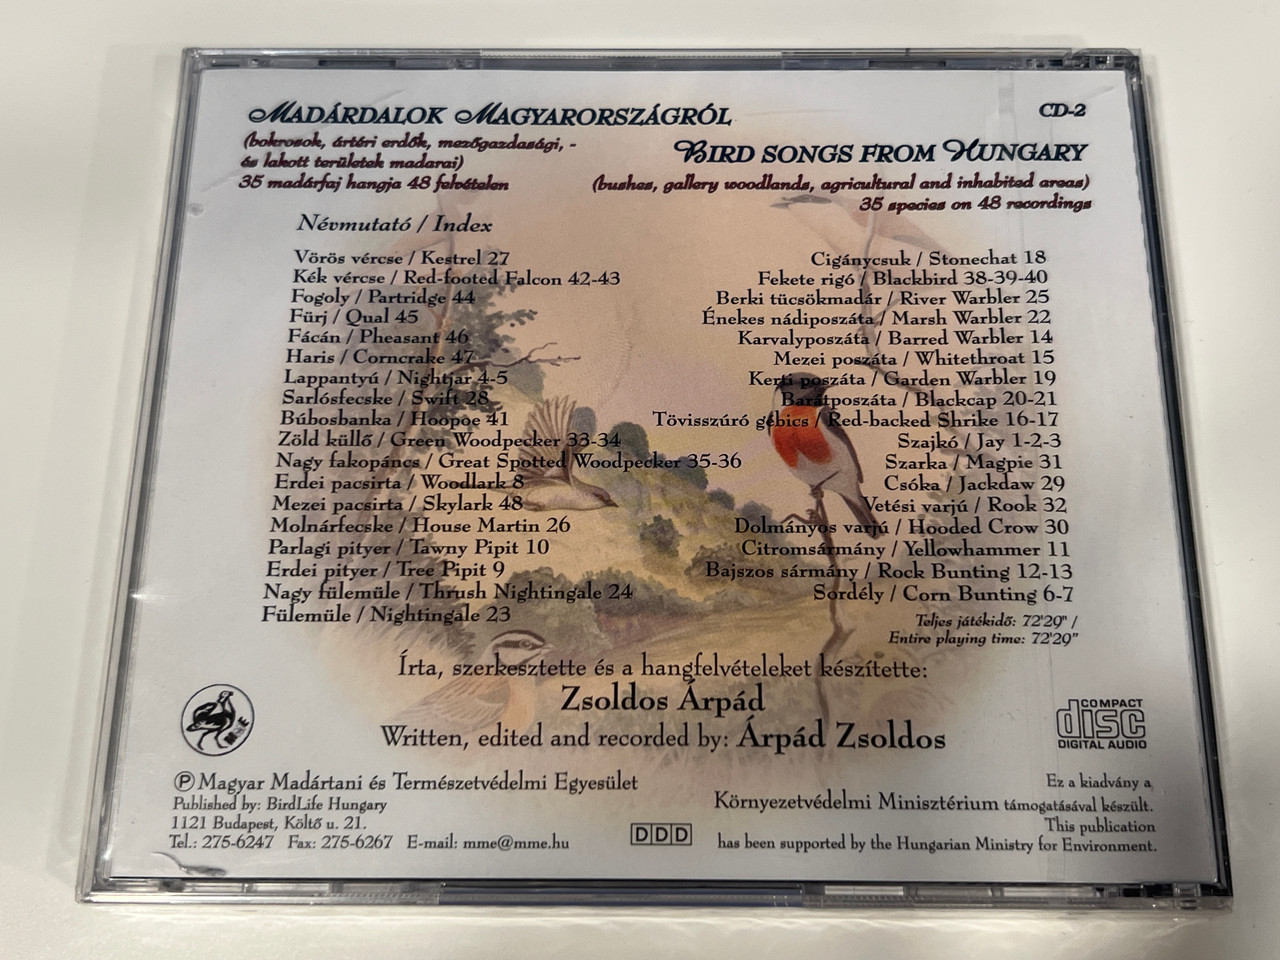 Madárdalok Magyarországról
(bokrosok, ártéri erdők, mezőgazdasági, -
és lakott területek madarai)
35 madárfaj hangja 48 felvételen
CD-2
Bird songs from Hungary
(bushes, gallery woodlands, agricultural and inhabited areas)
35 species on 48 recordings
Névmutató / Index
Vörös vércse / Kestrel 27
Kék vércse / Red-footed Falcon 42-43
Fogoly / Partridge 44
Fürj / Qual 45
Fácán / Pheasant 46
Haris / Corncrake 47
Lappantyú / Nightjar 4-5
Sarlósfecske / Swift 28
Búbosbanka / Hoopoe 41
Zöld küllő / Green Woodpecker 33-34
Nagy fakopáncs / Great Spotted Woodpecker 35-36
Erdei pacsirta / Woodlark 8
Mezei pacsirta / Skylark 48
Molnárfecske / House Martin 26
Parlagi pityer / Tawny Pipit 10
Erdei pityer / Tree Pipit 9
Nagy fülemüle / Thrush Nightingale 24
Fülemüle / Nightingale 23
Cigánycsuk / Stonechat 18
Fekete rigó / Blackbird 38-39-40
Berki tücsökmadár / River Warbler 25
Énekes nádiposzáta / Marsh Warbler 22
Karvalyposzáta / Barred Warbler 14
Mezei poszáta / Whitethroat 15
Kerti poszáta / Garden Warbler 19
Barátposzáta / Blackcap 20-21
Tövisszúró gébics / Red-backed Shrike 16-17
Szajkó / Jay 1-2-3
Szarka / Magpie 31
Csóka / Jackdaw 29
Vetési varjú / Rook 32
Dolmányos varjú / Hooded Crow 30
Citromsármány / Yellowhammer 11
Bajszos sármány / Rock Bunting 12-13
Sordély / Corn Bunting 6-7
Teljes játékidő: 72'29" /
Entire playing time: 72'29"
Írta, szerkesztette és a hangfelvételeket készítette:
Zsoldos Árpád
Written, edited and recorded by: Árpád Zsoldos
MME
COMPACT
disc
DIGITAL AUDIO
Ⓟ Magyar Madártani és Természetvédelmi Egyesület
Published by: BirdLife Hungary
1121 Budapest, Költő u. 21.
Tel.: 275-6247 Fax: 275-6267 E-mail: mme@mme.hu
DDD
Ez a kiadvány a
Környezetvédelmi Minisztérium támogatásával készült.
This publication
has been supported by the Hungarian Ministry for Environment.